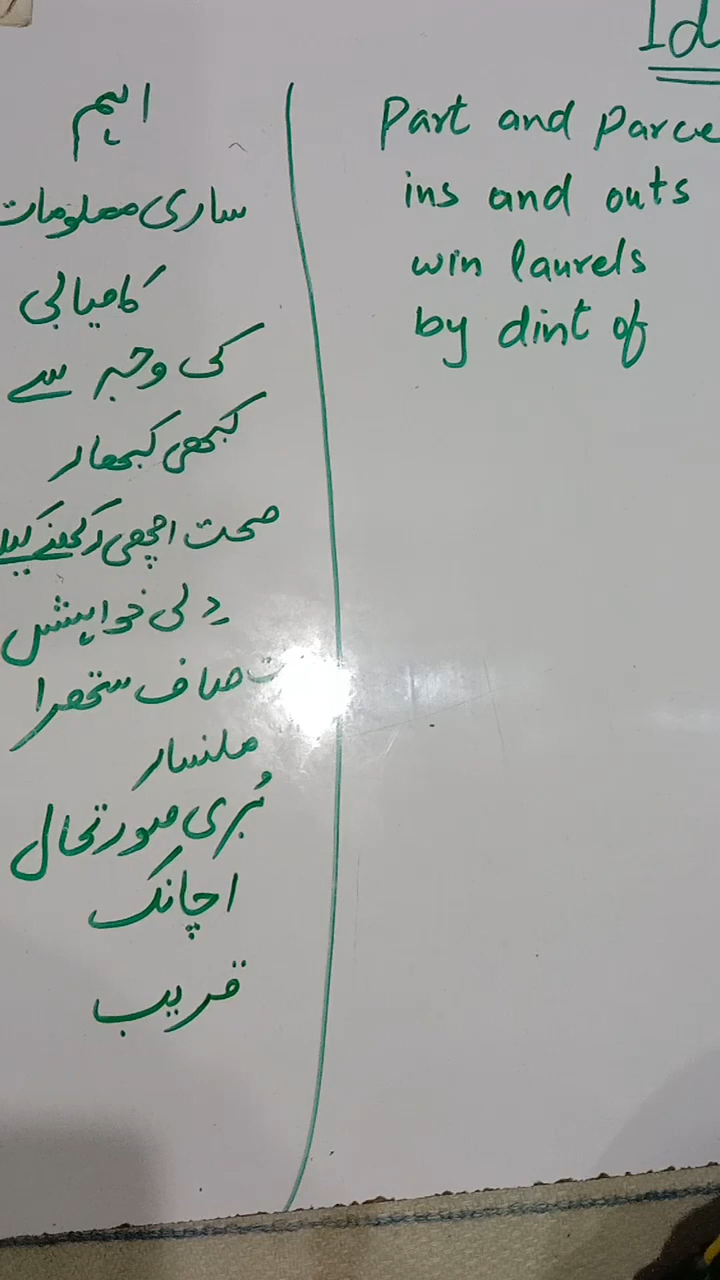 Id
اہم
ساری معلومات
کامیابی
کی وجہ سے
کبھی کبھار
صحت اچھی رکھنے کیلئے
دلی خواہش
صاف ستھرا
ملنسار
بُری صورتحال
اچانک
قریب
Part and Parce
ins and outs
win laurels
by dint of